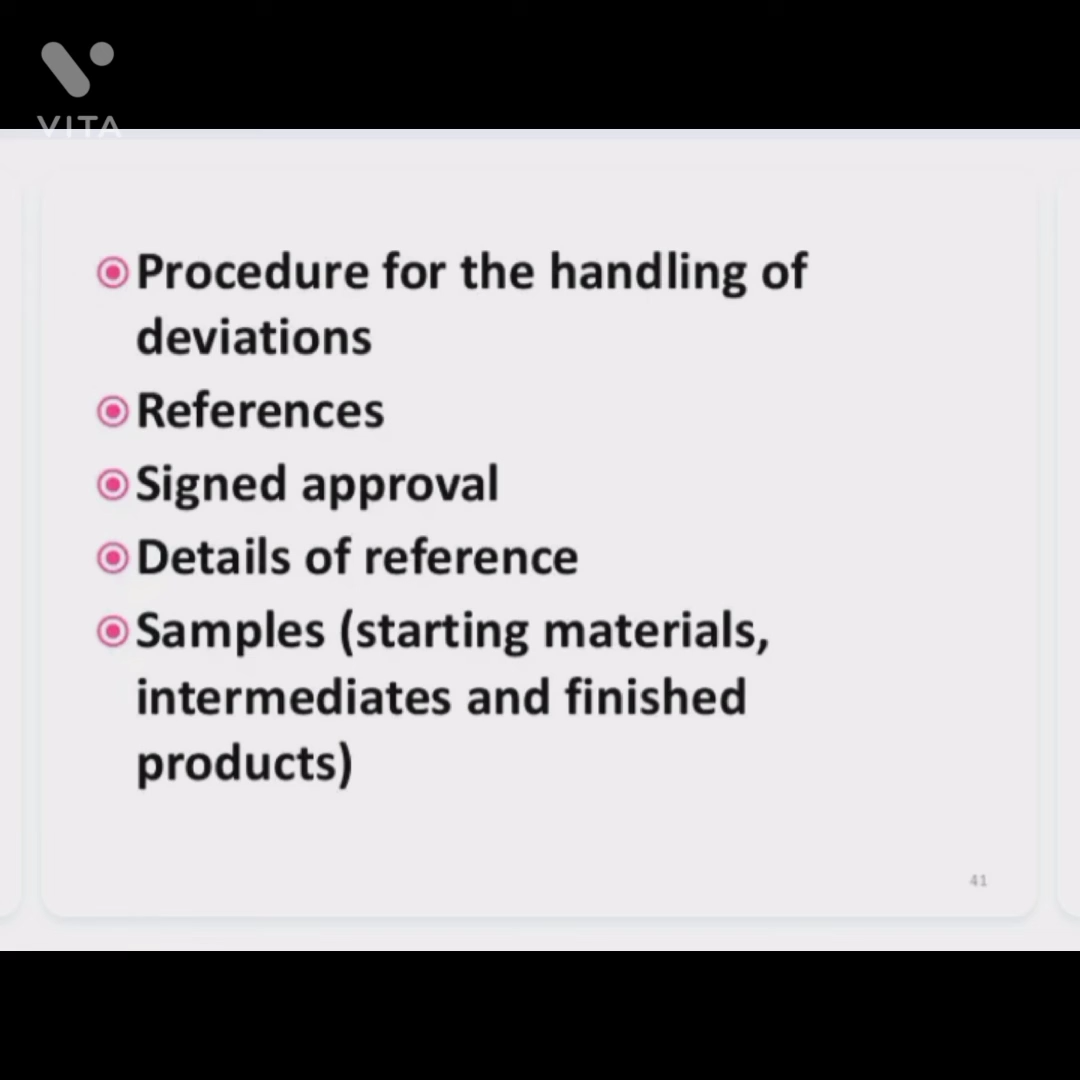 VITA
Procedure for the handling of
deviations
References
Signed approval
Details of reference
Samples (starting materials,
intermediates and finished
products)
41